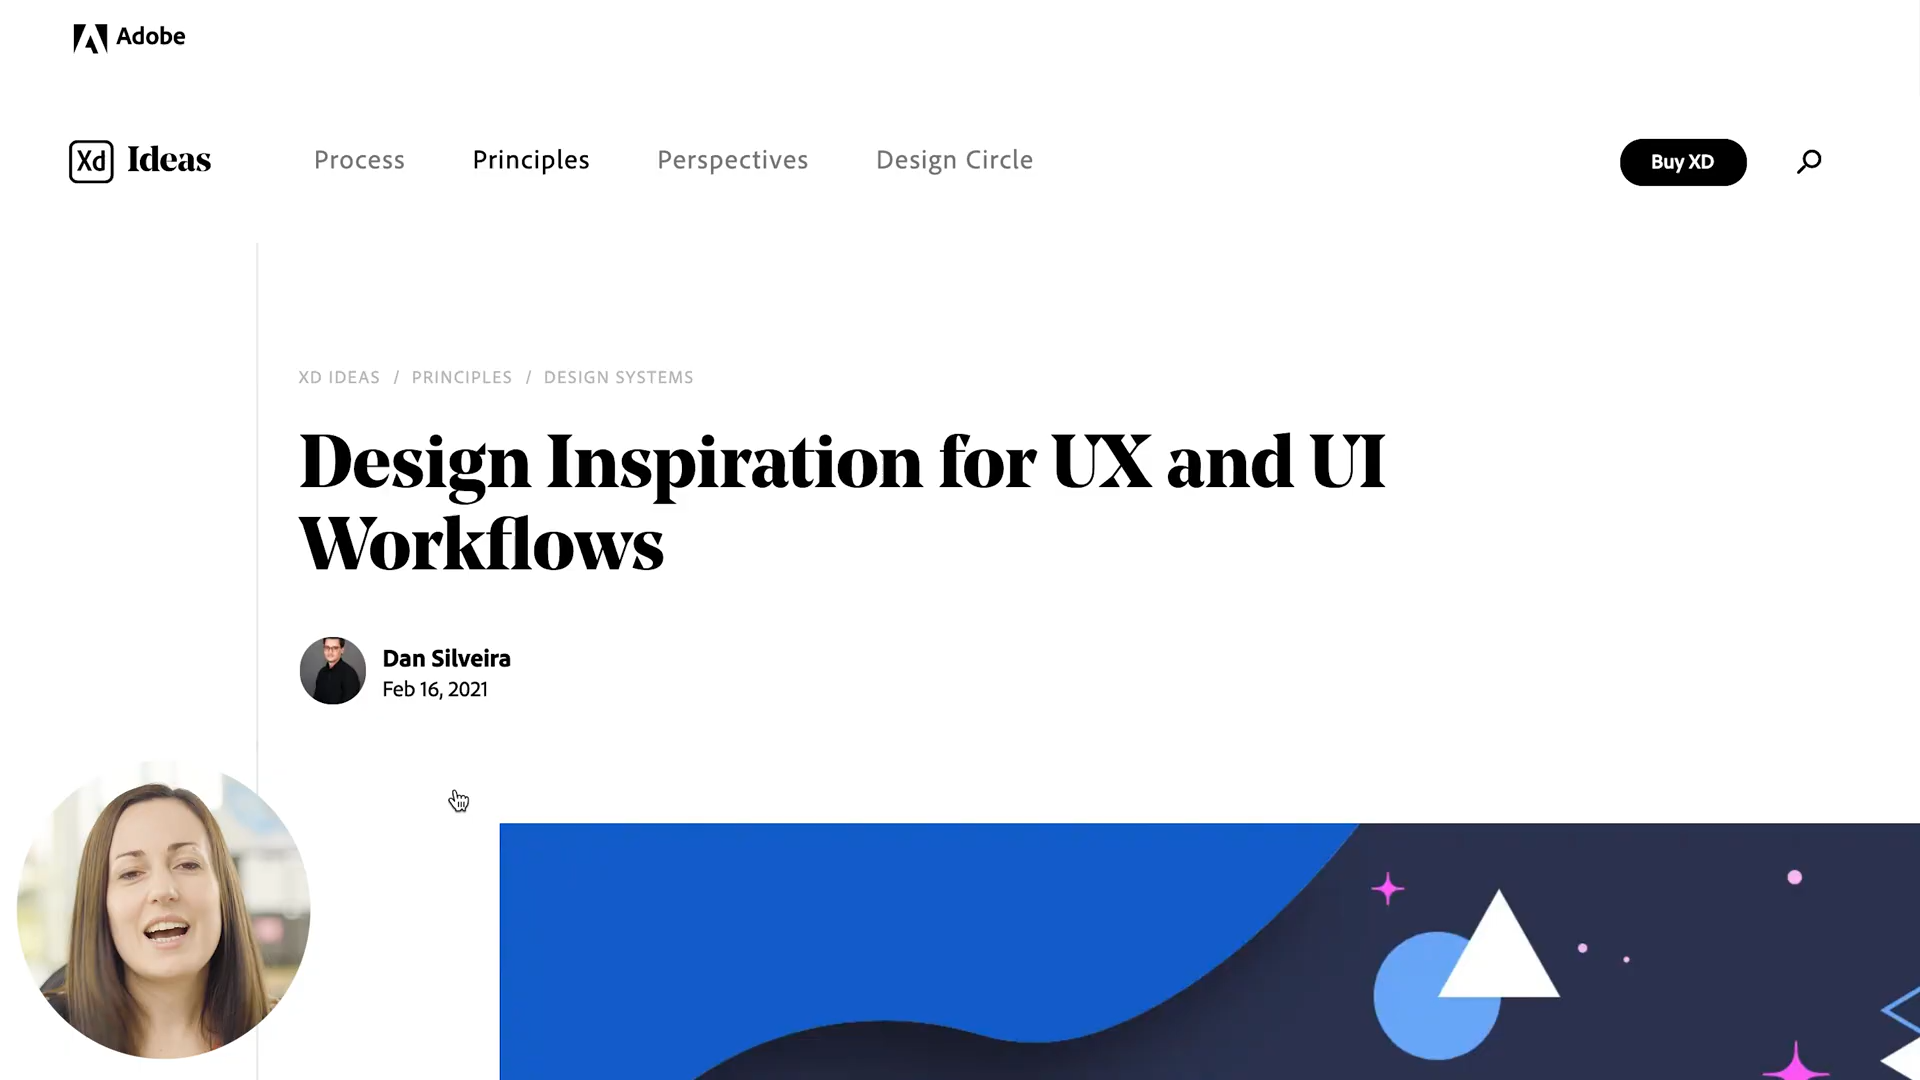 Adobe
Xd Ideas
Process
Principles
Perspectives
Design Circle
Buy XD
XD IDEAS / PRINCIPLES / DESIGN SYSTEMS
Design Inspiration for UX and UI
Workflows
Dan Silveira
Feb 16, 2021